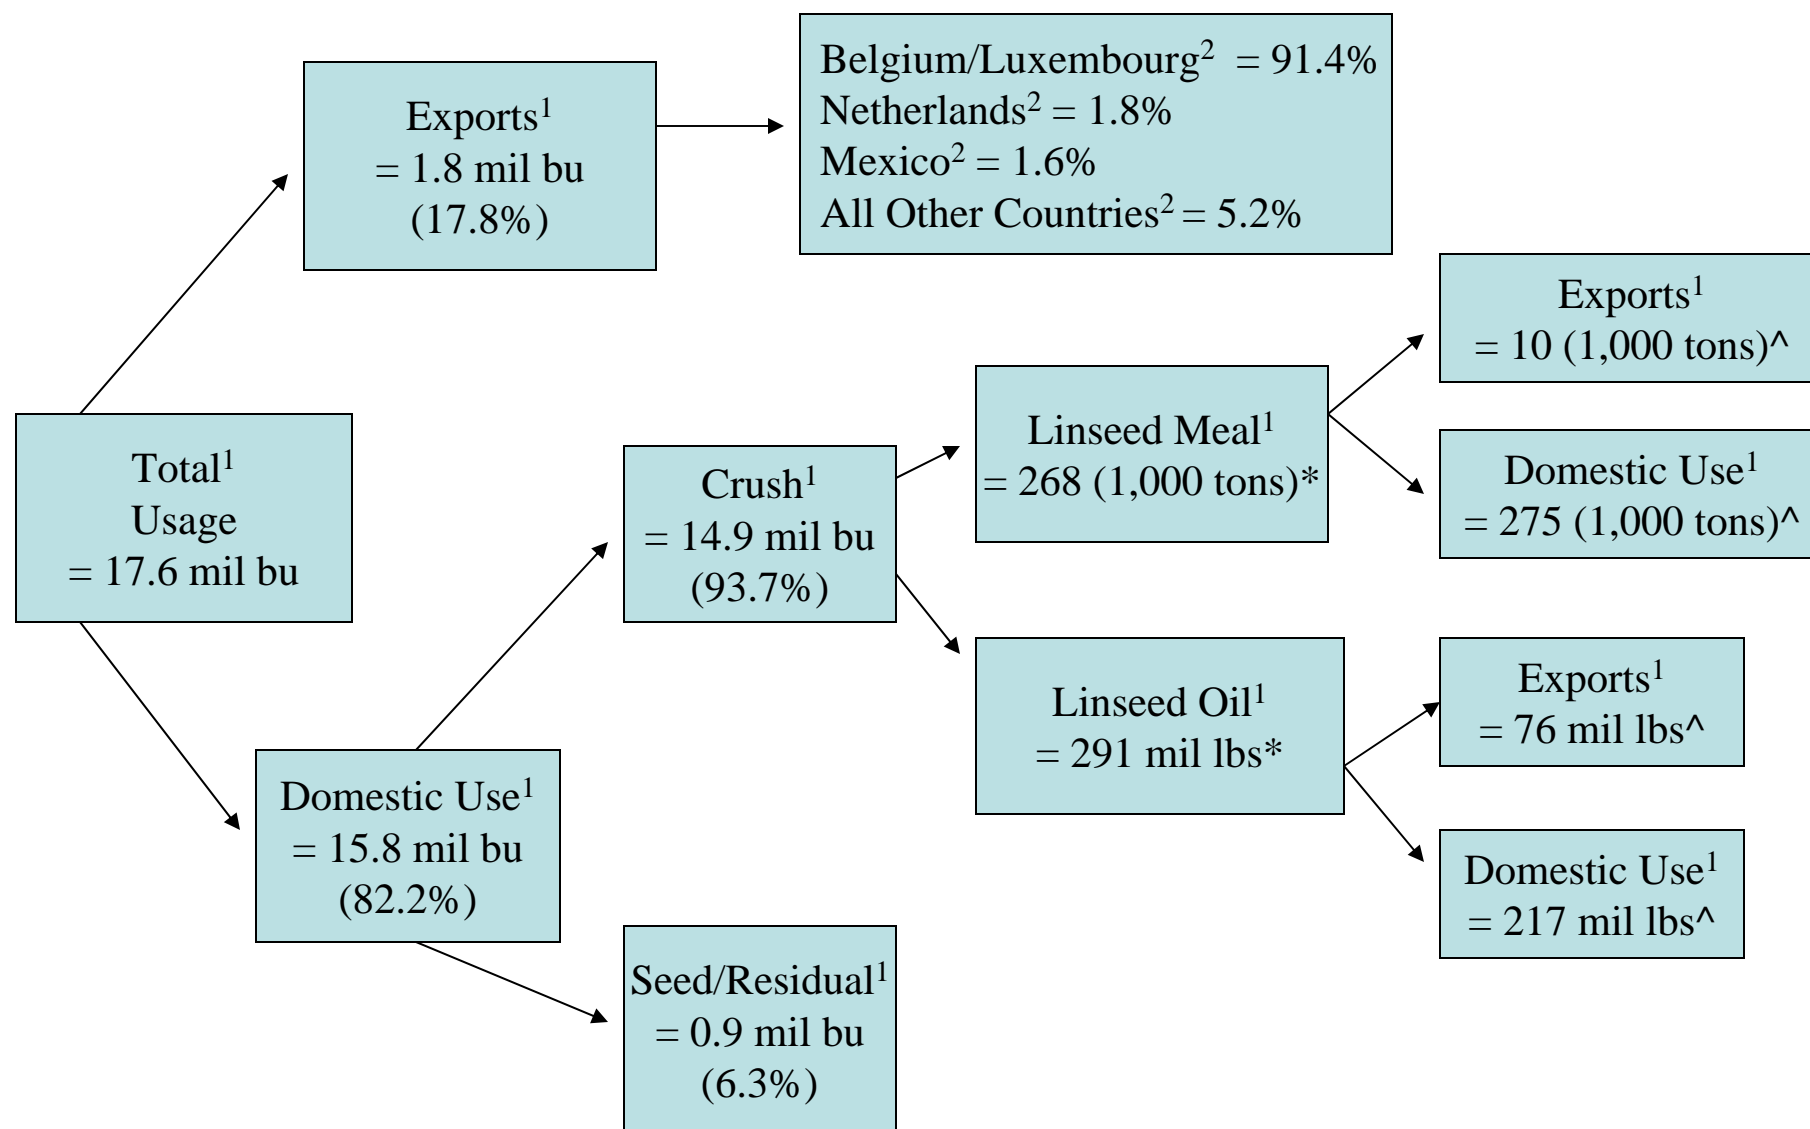 Exports¹
= 1.8 mil bu
(17.8%)
Belgium/Luxembourg² = 91.4%
Netherlands² = 1.8%
Mexico² = 1.6%
All Other Countries² = 5.2%
Total¹
Usage
= 17.6 mil bu
Domestic Use¹
= 15.8 mil bu
(82.2%)
Crush¹
= 14.9 mil bu
(93.7%)
Seed/Residual¹
= 0.9 mil bu
(6.3%)
Linseed Meal¹
= 268 (1,000 tons)*
Linseed Oil¹
= 291 mil lbs*
Exports¹
= 10 (1,000 tons)^
Domestic Use¹
= 275 (1,000 tons)^
Exports¹
= 76 mil lbs^
Domestic Use¹
= 217 mil lbs^